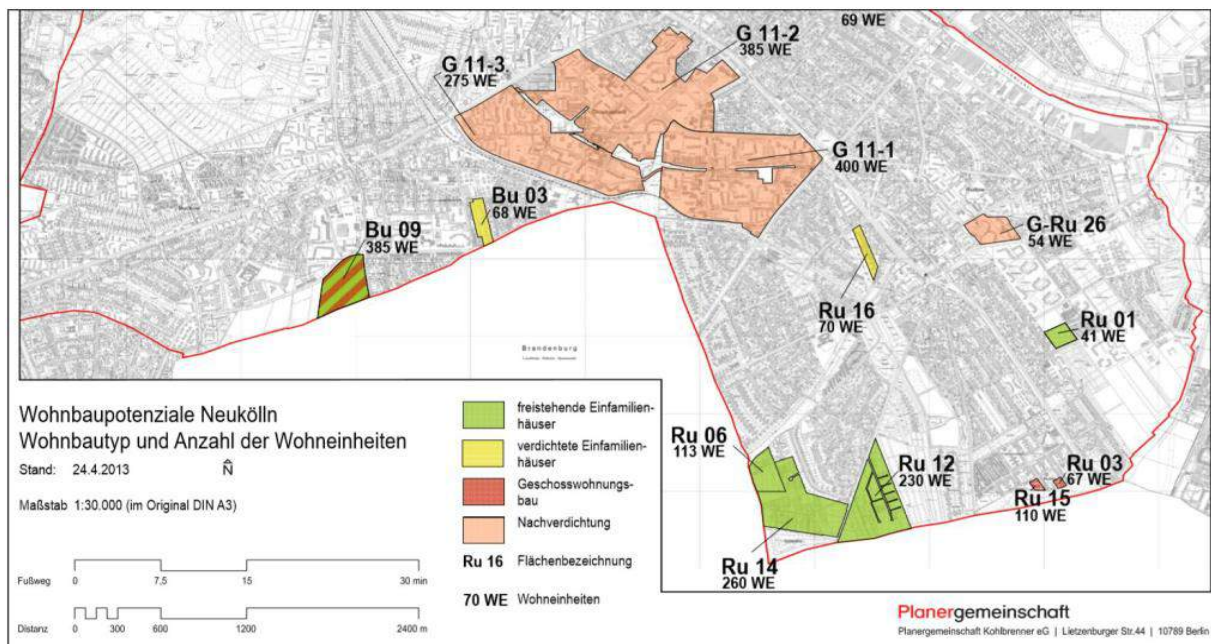 69 WE
G 11-2
385 WE
G 11-3
275 WE
G 11-1
400 WE
Bu 03
68 WE
Bu 09
385 WE
G-Ru 26
54 WE
Ru 16
70 WE
Ru 01
41 WE
Brandenburg
Ru 06
113 WE
Ru 12
230 WE
Ru 03
67 WE
Ru 15
110 WE
Ru 14
260 WE
Wohnbaupotenziale Neukölln
Wohnbautyp und Anzahl der Wohneinheiten
Stand: 24.4.2013 N
Maßstab 1:30.000 (im Original DIN A3)
Fußweg 0 7,5 15 30 min
Distanz 0 300 600 1200 2400 m
freistehende Einfamilien-
häuser
verdichtete Einfamilien-
häuser
Geschosswohnungs-
bau
Nachverdichtung
Ru 16 Flächenbezeichnung
70 WE Wohneinheiten
Planergemeinschaft
Planergemeinschaft Kohlbrenner eG | Lietzenburger Str.44 | 10789 Berlin